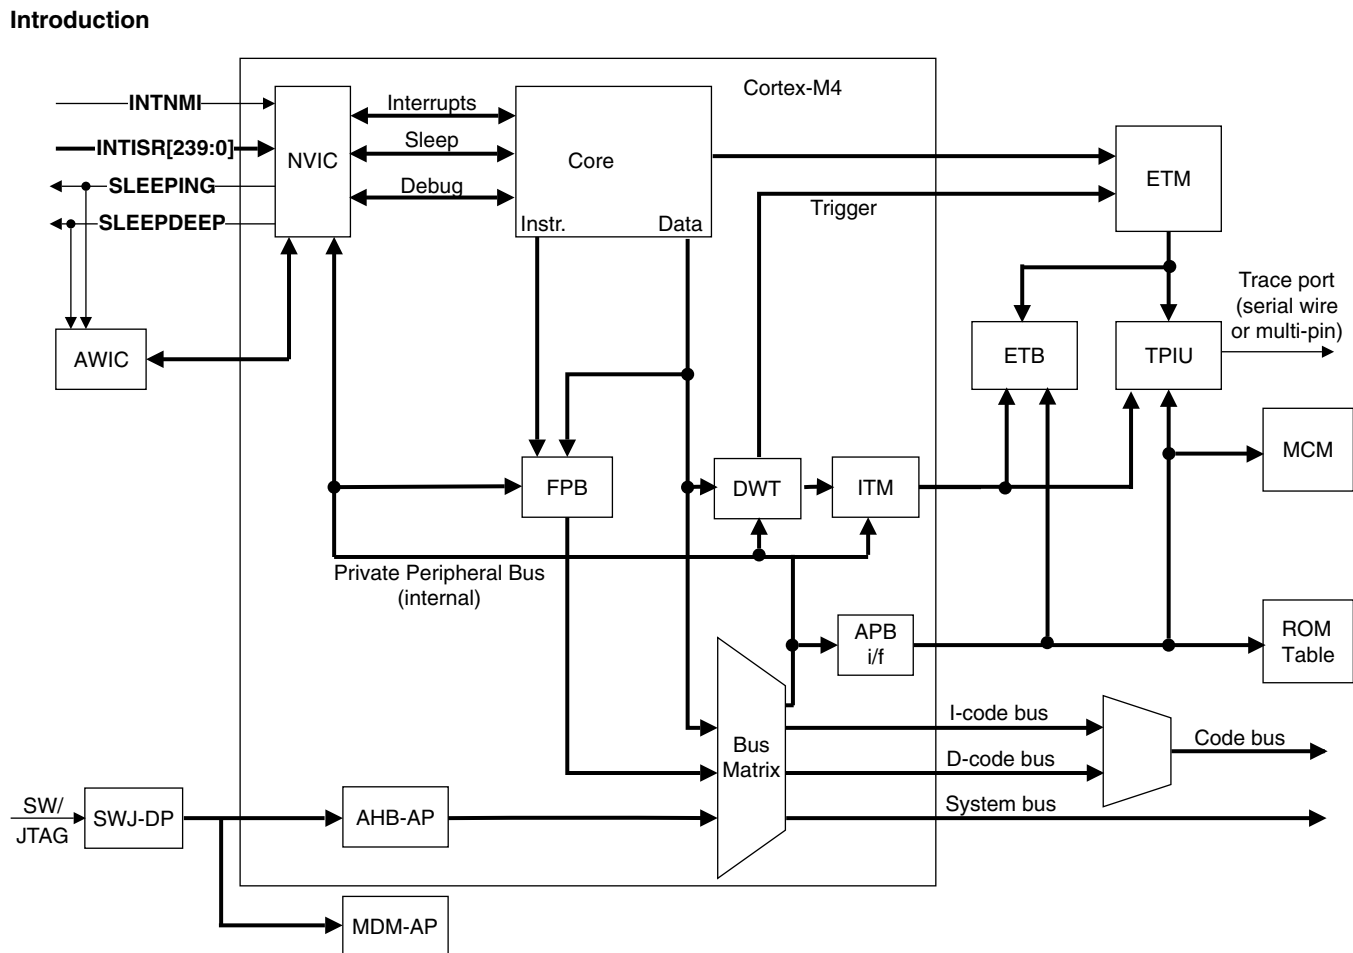 Introduction
Cortex-M4
INTNMI
INTISR[239:0]
SLEEPING
SLEEPDEEP
NVIC
Interrupts
Sleep
Debug
Core
Instr.
Data
ETM
Trigger
Trace port
(serial wire
or multi-pin)
AWIC
ETB
TPIU
MCM
FPB
DWT
ITM
Private Peripheral Bus
(internal)
APB
i/f
ROM
Table
I-code bus
Bus
Matrix
D-code bus
Code bus
System bus
SW/
JTAG
SWJ-DP
AHB-AP
MDM-AP